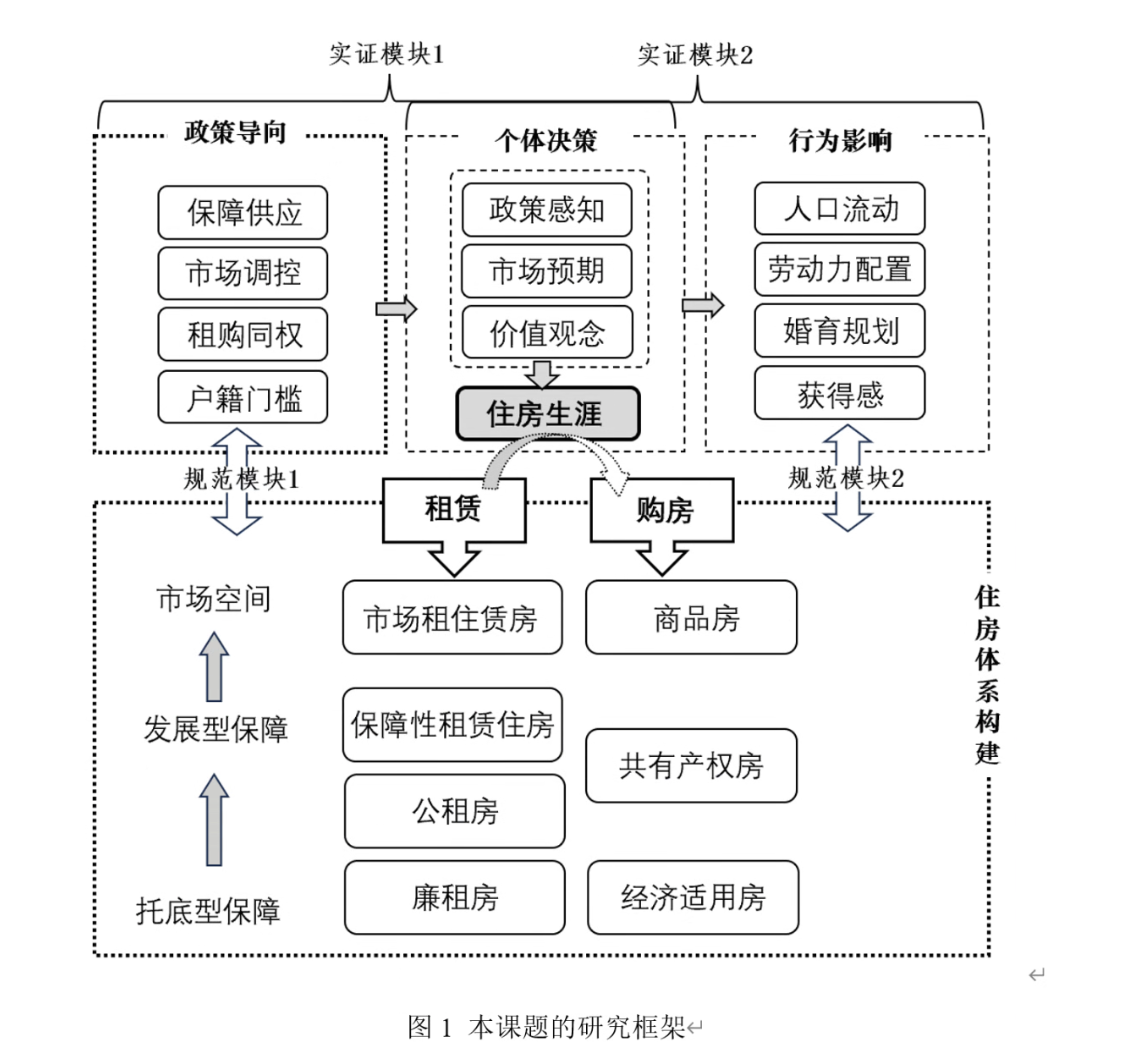 实证模块1
实证模块2
政策导向
保障供应
市场调控
租购同权
户籍门槛
个体决策
政策感知
市场预期
价值观念
住房生涯
行为影响
人口流动
劳动力配置
婚育规划
获得感
规范模块1
规范模块2
租赁
购房
市场空间
发展型保障
托底型保障
市场租住赁房
保障性租赁住房
公租房
廉租房
商品房
共有产权房
经济适用房
住房体系构建
图 1 本课题的研究框架↵